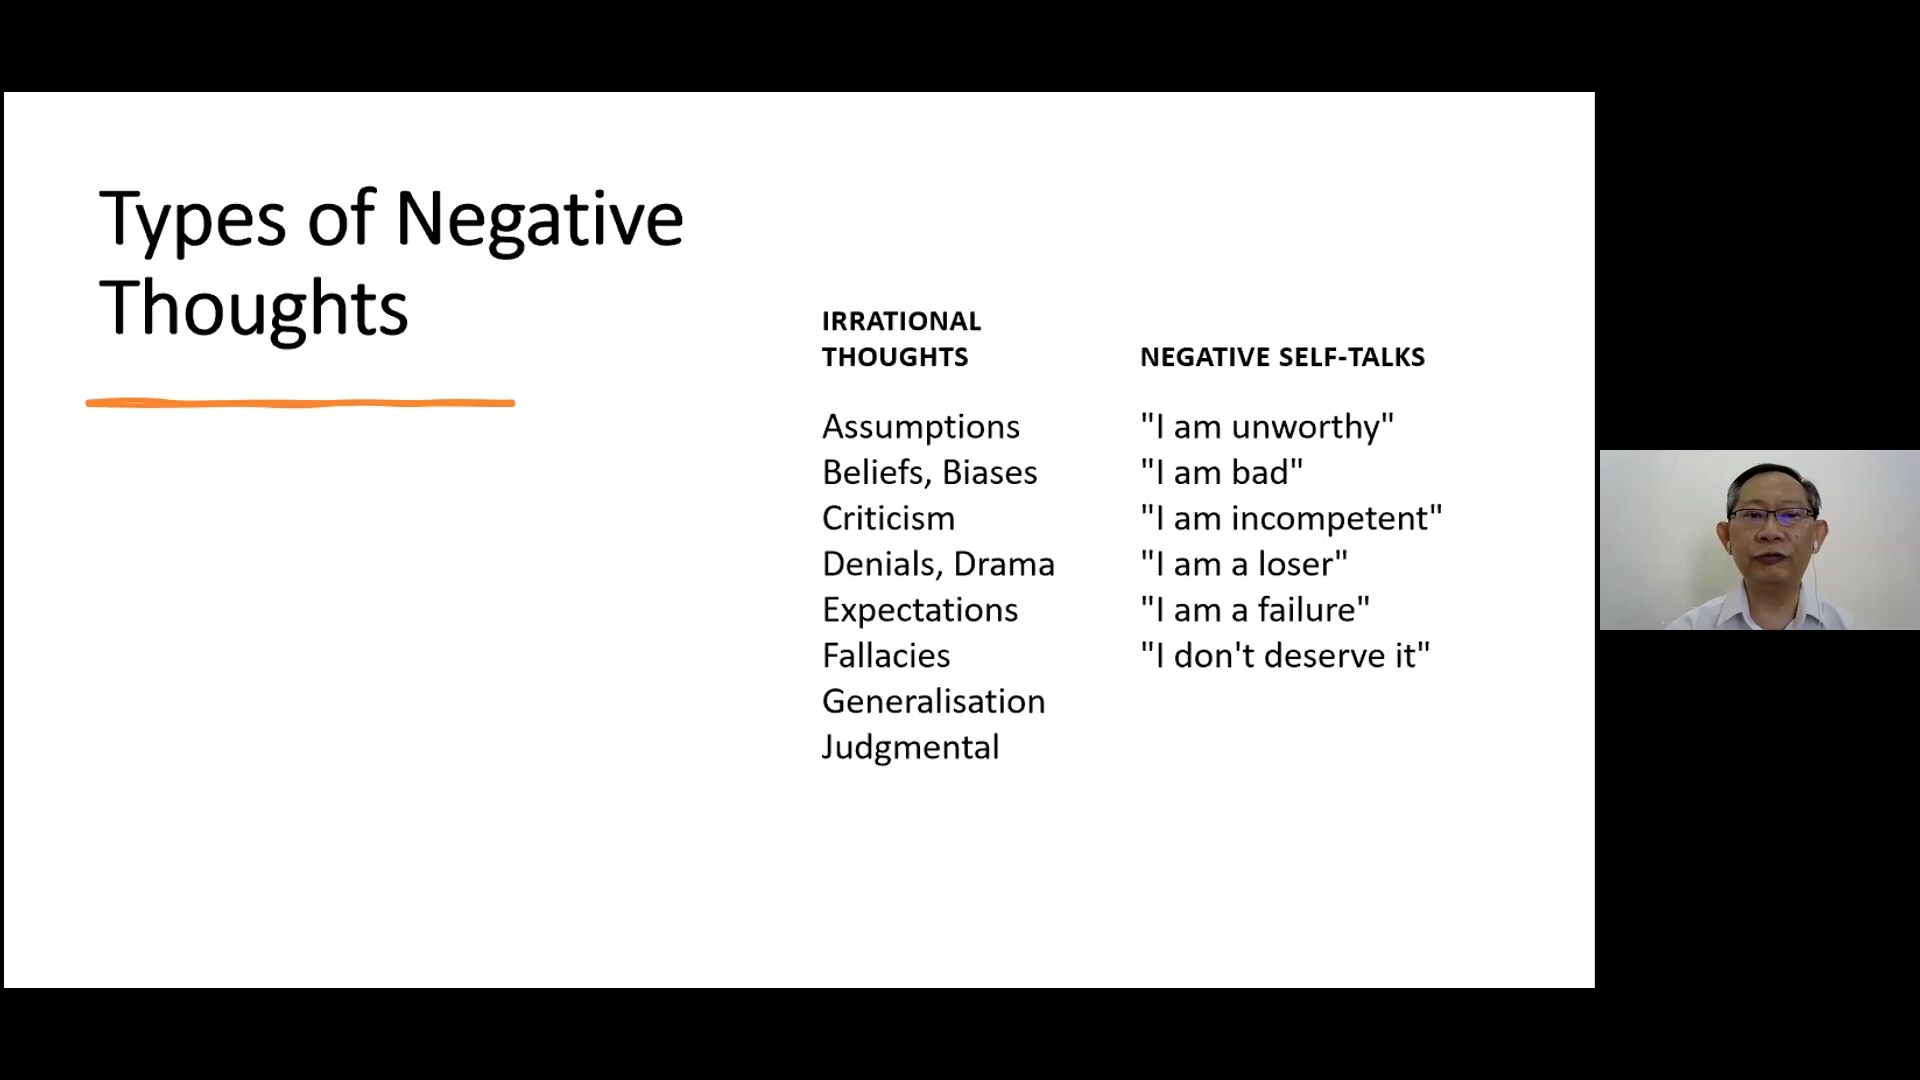 Types of Negative
Thoughts
IRRATIONAL
THOUGHTS
Assumptions
Beliefs, Biases
Criticism
Denials, Drama
Expectations
Fallacies
Generalisation
Judgmental
NEGATIVE SELF-TALKS
"I am unworthy"
"I am bad"
"I am incompetent"
"I am a loser"
"I am a failure"
"I don't deserve it"